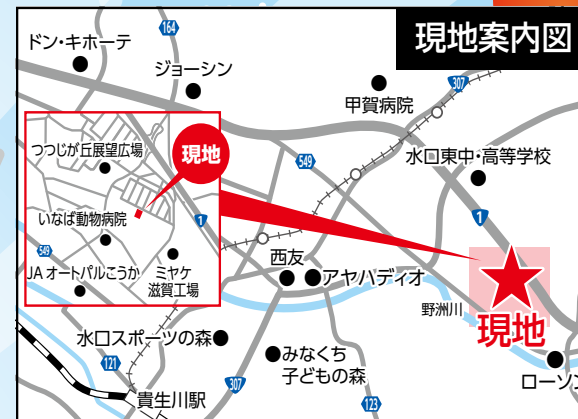 現地案内図
ドン・キホーテ
164
ジョーシン
307
甲賀病院
1
549
水口東中・高等学校
つつじが丘展望広場
現地
いなば動物病院
1
549
JA オートパルこうか
ミヤケ
滋賀工場
1
西友
アヤハディオ
野洲川
現地
水口スポーツの森
みなくち
子どもの森
ローソン
121
307
123
貴生川駅